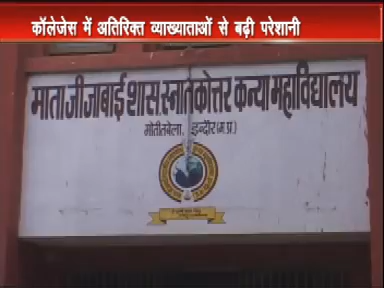 कॉलेजेस में अतिरिक्त व्याख्याताओं से बढ़ी परेशानी
माता जीजाबाई शास स्नातकोत्तर कन्या महाविद्यालय
मोतीतबेला, इन्दौर (म.प्र.)